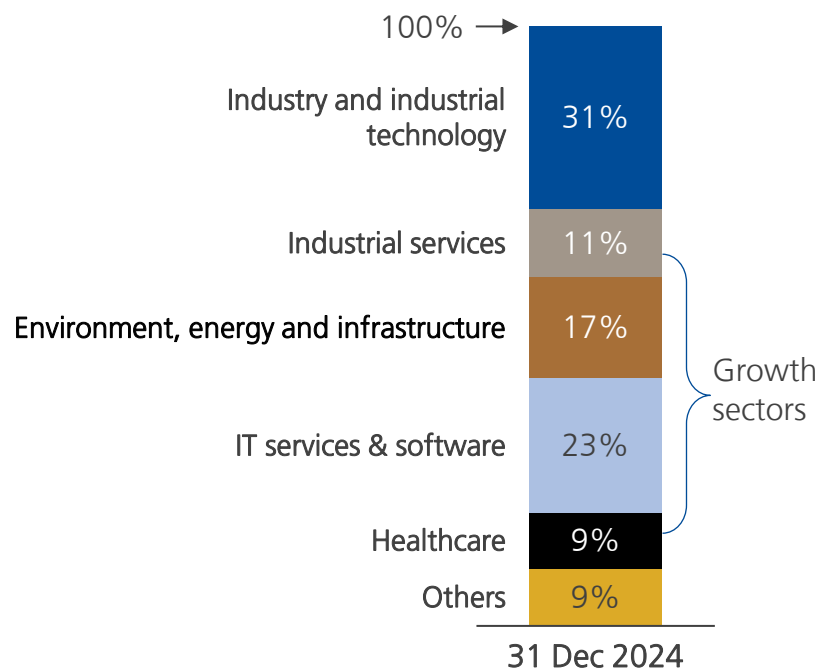 100%
Industry and industrial
technology
31%
Industrial services
11%
Environment, energy and infrastructure
17%
Growth
sectors
IT services & software
23%
Healthcare
9%
Others
9%
31 Dec 2024